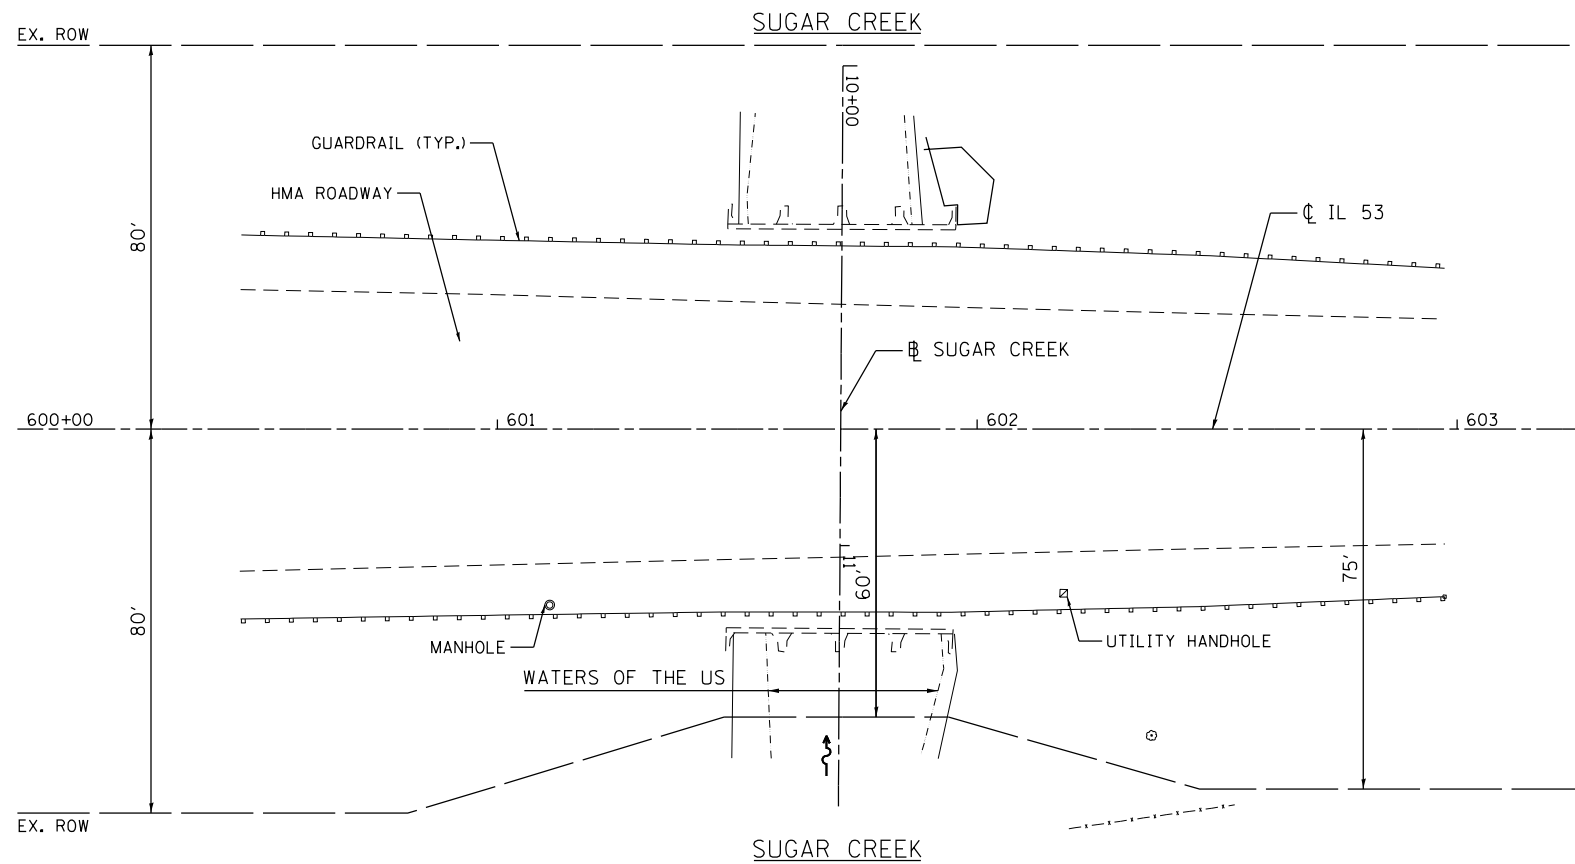 SUGAR CREEK
EX. ROW
10+00
GUARDRAIL (TYP.)
HMA ROADWAY
℄ IL 53
80'
BL SUGAR CREEK
600+00
601
602
603
11
60'
75'
80'
MANHOLE
UTILITY HANDHOLE
WATERS OF THE US
EX. ROW
SUGAR CREEK